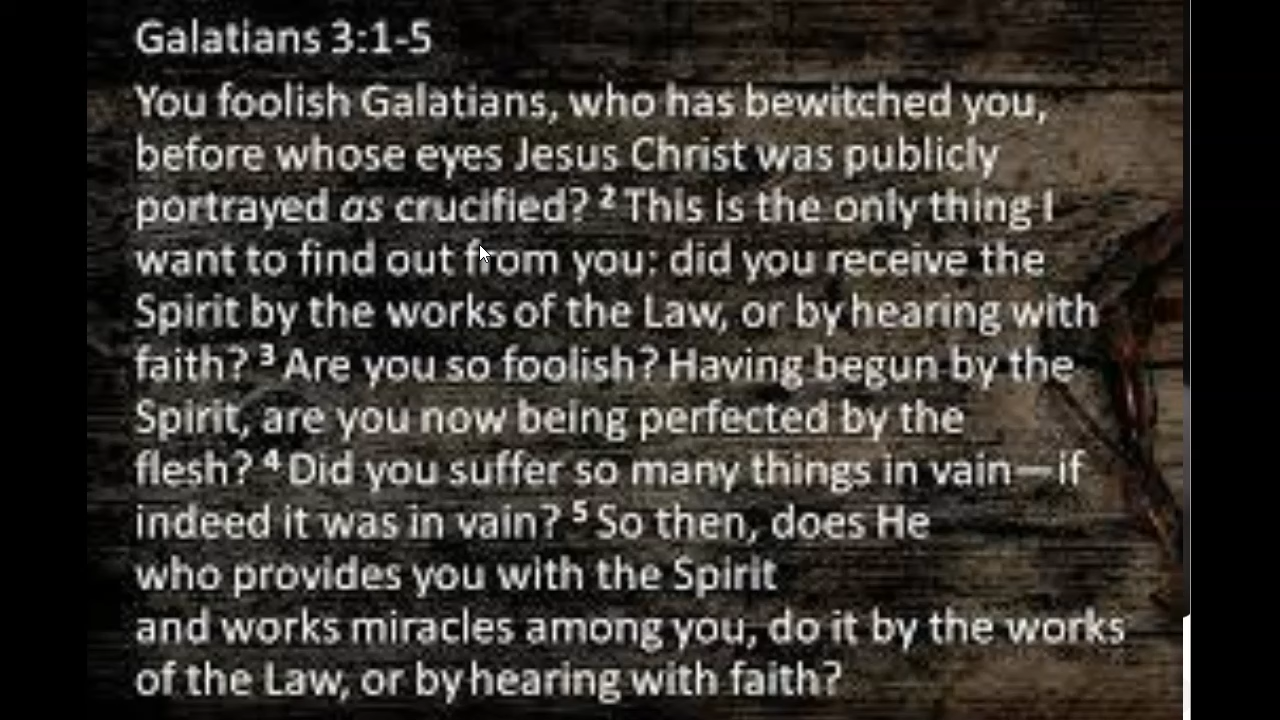 Galatians 3:1-5
You foolish Galatians, who has bewitched you,
before whose eyes Jesus Christ was publicly
portrayed as crucified? ² This is the only thing I
want to find out from you: did you receive the
Spirit by the works of the Law, or by hearing with
faith? ³ Are you so foolish? Having begun by the
Spirit, are you now being perfected by the
flesh? ⁴ Did you suffer so many things in vain—if
indeed it was in vain? ⁵ So then, does He
who provides you with the Spirit
and works miracles among you, do it by the works
of the Law, or by hearing with faith?